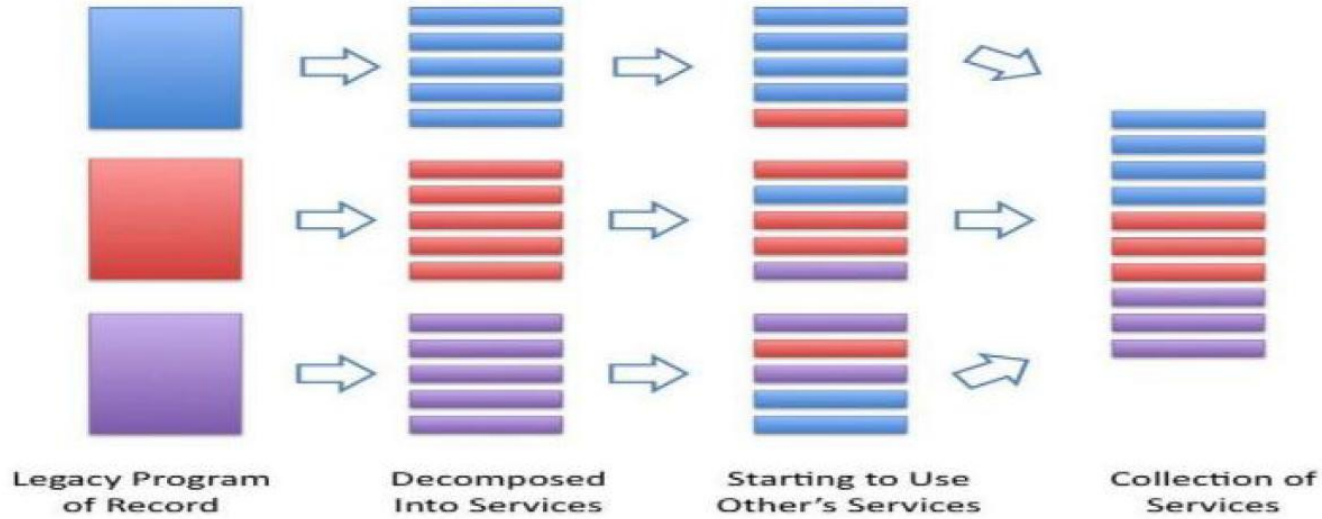 Legacy Program
of Record
Decomposed
Into Services
Starting to Use
Other's Services
Collection of
Services